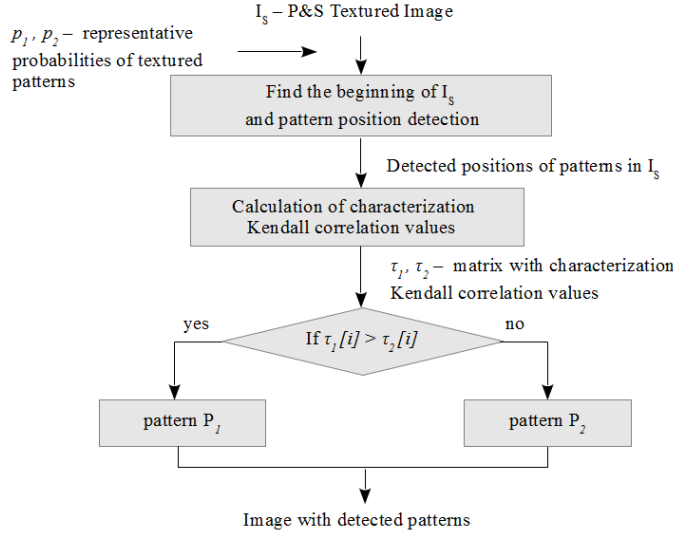 I_s – P&S Textured Image
p_1, p_2 – representative
probabilities of textured
patterns
Find the beginning of I_s
and pattern position detection
Detected positions of patterns in I_s
Calculation of characterization
Kendall correlation values
τ_1, τ_2 – matrix with characterization
Kendall correlation values
yes
If τ_1[i] > τ_2[i]
no
pattern P_1
pattern P_2
Image with detected patterns